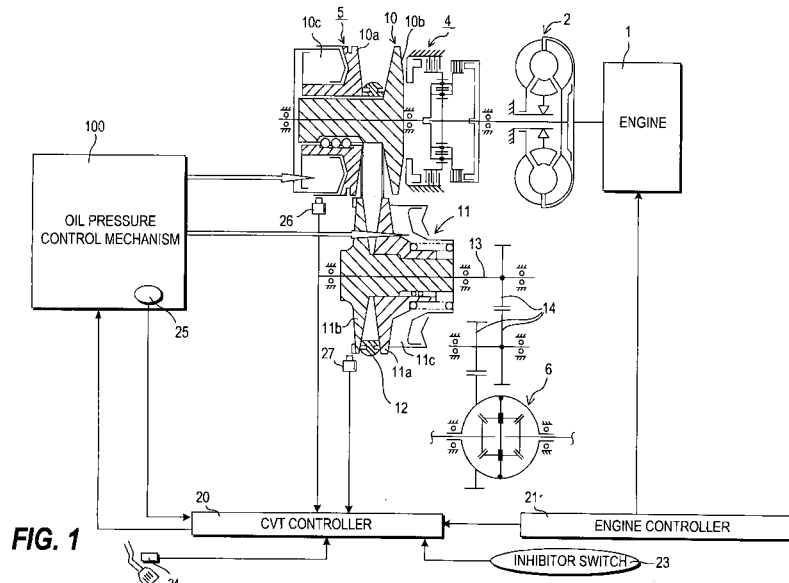 10c
5
10a
10
10b
4
2
1
ENGINE
100
OIL PRESSURE
CONTROL MECHANISM
26
11
13
25
14
11b
27
11c
11a
12
6
20
CVT CONTROLLER
21
ENGINE CONTROLLER
FIG. 1
INHIBITOR SWITCH
23
24